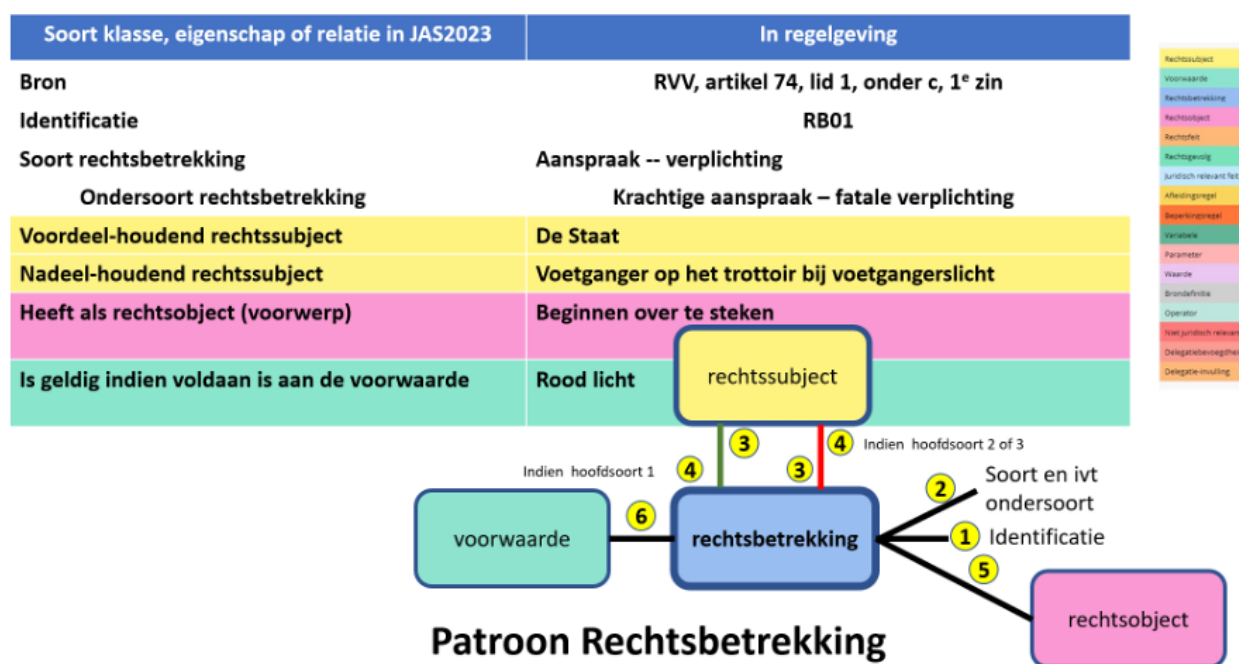 Soort klasse, eigenschap of relatie in JAS2023
In regelgeving
Bron
RVV, artikel 74, lid 1, onder c, 1e zin
Identificatie
RB01
Soort rechtsbetrekking
Aanspraak -- verplichting
Ondersoort rechtsbetrekking
Krachtige aanspraak – fatale verplichting
Voordeel-houdend rechtssubject
De Staat
Nadeel-houdend rechtssubject
Voetganger op het trottoir bij voetgangerslicht
Heeft als rechtsobject (voorwerp)
Beginnen over te steken
Is geldig indien voldaan is aan de voorwaarde
Rood licht
rechtssubject
3
4
Indien hoofdsoort 2 of 3
Indien hoofdsoort 1
4
3
2
Soort en ivt
ondersoort
voorwaarde
6
rechtsbetrekking
1
Identificatie
5
rechtsobject
Patroon Rechtsbetrekking
Rechtssubject
Voorwaarde
Rechtsbetrekking
Rechtsobject
Rechtsfeit
Rechtsgevolg
Juridisch relevant feit
Afleidingsregel
Beperkingsregel
Variabele
Parameter
Waarde
Brondefinitie
Operator
Niet juridisch relevant
Delegatiebevoegdhei
Delegatie-invulling